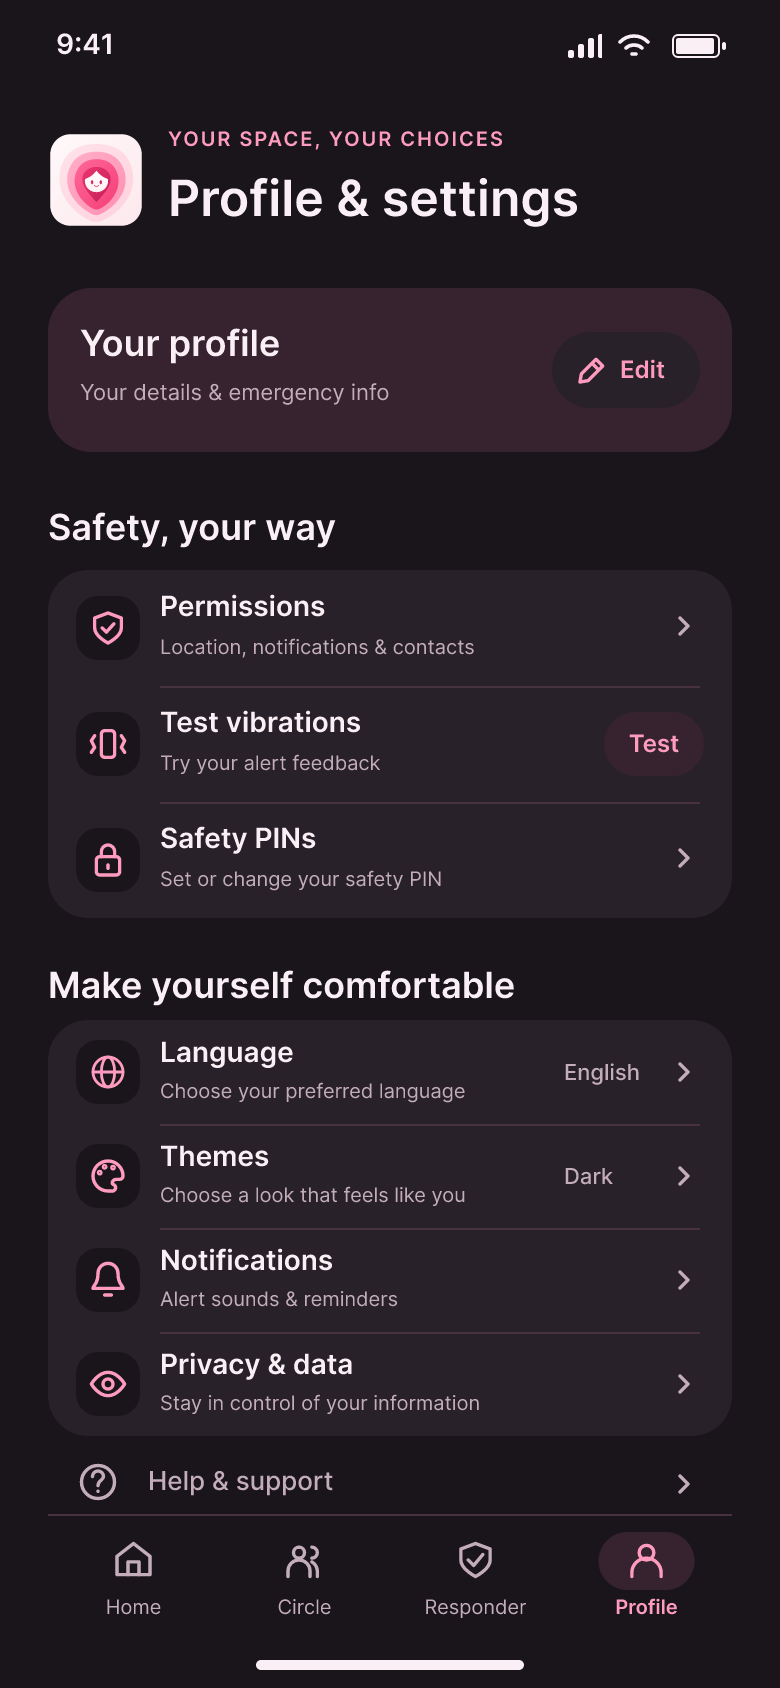 9:41
YOUR SPACE, YOUR CHOICES
Profile & settings
Your profile
Your details & emergency info
Edit
Safety, your way
Permissions
Location, notifications & contacts
Test vibrations
Try your alert feedback
Test
Safety PINs
Set or change your safety PIN
Make yourself comfortable
Language
Choose your preferred language
English
Themes
Choose a look that feels like you
Dark
Notifications
Alert sounds & reminders
Privacy & data
Stay in control of your information
Help & support
Home
Circle
Responder
Profile